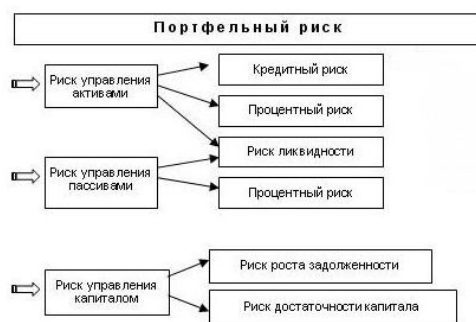 Портфельный риск
Риск управления
активами
Кредитный риск
Процентный риск
Риск ликвидности
Риск управления
пассивами
Процентный риск
Риск управления
капиталом
Риск роста задолженности
Риск достаточности капитала